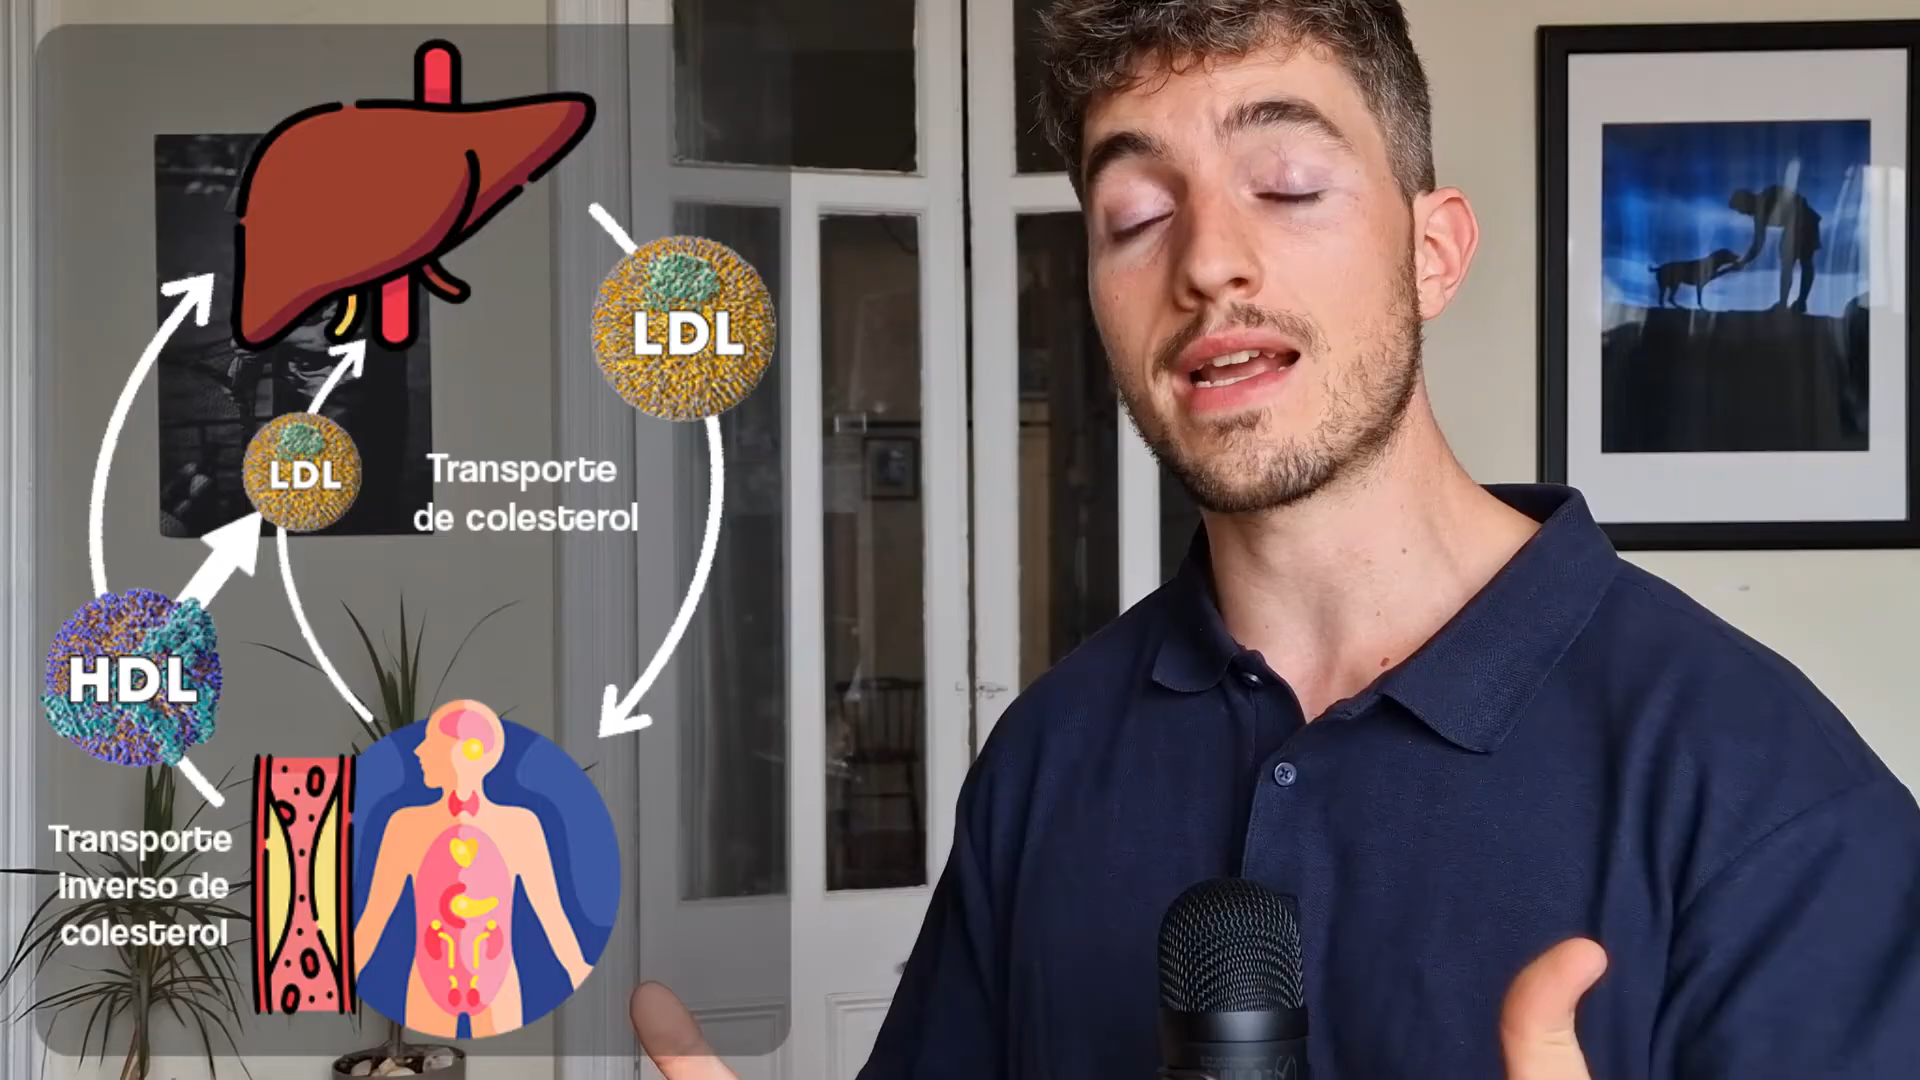 LDL
LDL
Transporte
de colesterol
HDL
Transporte
inverso de
colesterol